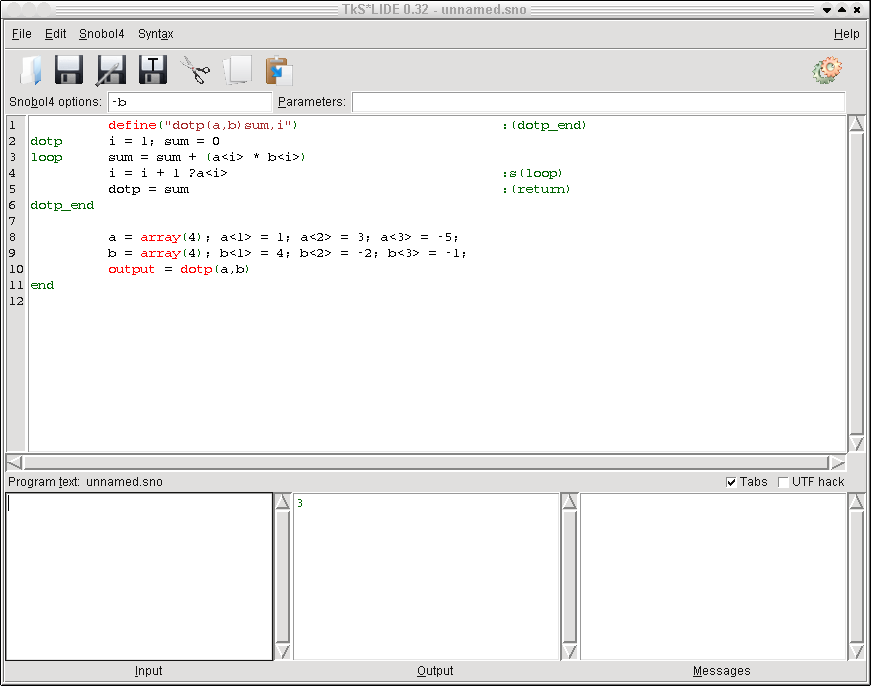 TkS*LIDE 0.32 - unnamed.sno
File Edit Snobol4 Syntax Help
T
Snobol4 options: -b Parameters:
1 define("dotp(a,b)sum,i") :(dotp_end)
2 dotp i = 1; sum = 0
3 loop sum = sum + (a<i> * b<i>)
4 i = i + 1 ?a<i> :s(loop)
5 dotp = sum :(return)
6 dotp_end
7
8 a = array(4); a<1> = 1; a<2> = 3; a<3> = -5;
9 b = array(4); b<1> = 4; b<2> = -2; b<3> = -1;
10 output = dotp(a,b)
11 end
12
Program text: unnamed.sno Tabs UTF hack
3
Input Output Messages